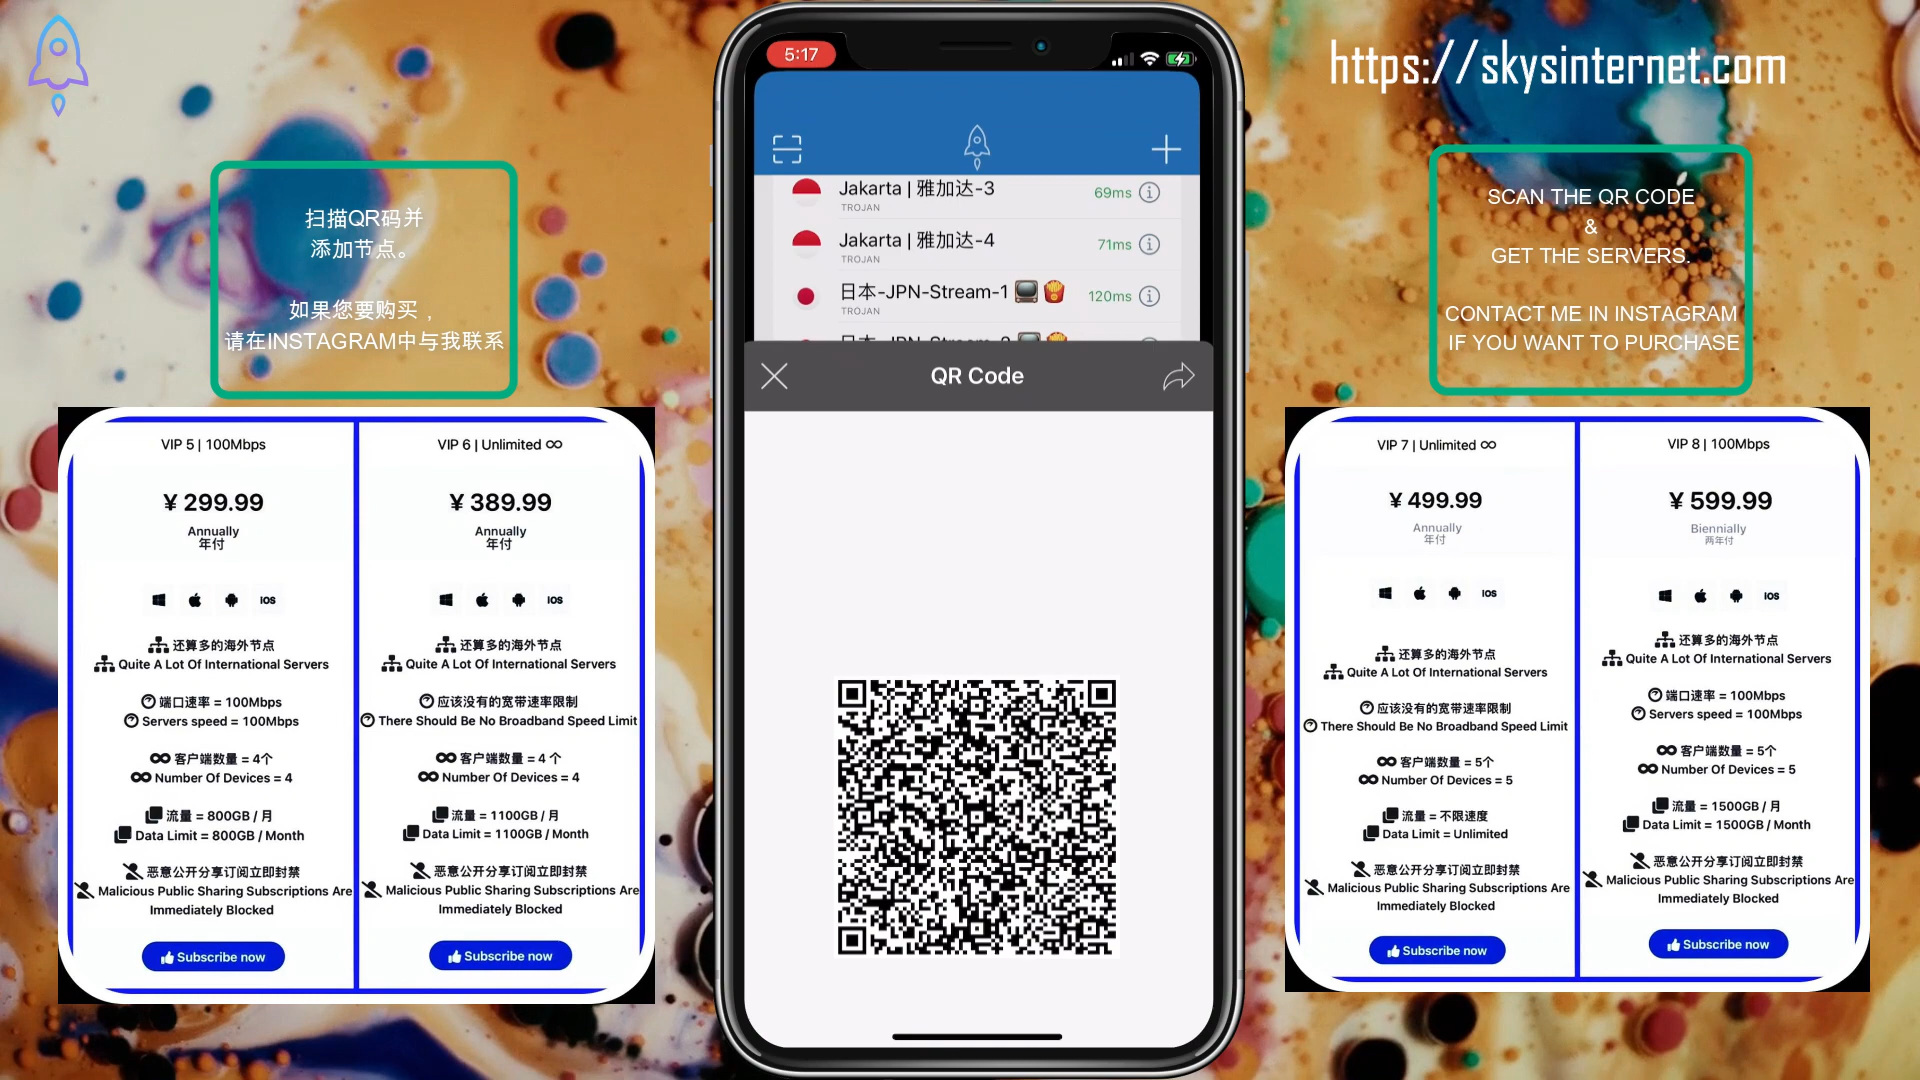 https://skysinternet.com
扫描QR码并
添加节点。
如果您要购买，
请在INSTAGRAM中与我联系
VIP 5 | 100Mbps
¥ 299.99
Annually
年付
IOS
还算多的海外节点
Quite A Lot Of International Servers
端口速率 = 100Mbps
Servers speed = 100Mbps
客户端数量 = 4个
Number Of Devices = 4
流量 = 800GB / 月
Data Limit = 800GB / Month
恶意公开分享订阅立即封禁
Malicious Public Sharing Subscriptions Are
Immediately Blocked
Subscribe now
VIP 6 | Unlimited ∞
¥ 389.99
Annually
年付
IOS
还算多的海外节点
Quite A Lot Of International Servers
应该没有的宽带速率限制
There Should Be No Broadband Speed Limit
客户端数量 = 4 个
Number Of Devices = 4
流量 = 1100GB / 月
Data Limit = 1100GB / Month
恶意公开分享订阅立即封禁
Malicious Public Sharing Subscriptions Are
Immediately Blocked
Subscribe now
5:17
Jakarta | 雅加达-3
69ms
TROJAN
Jakarta | 雅加达-4
71ms
TROJAN
日本-JPN-Stream-1
120ms
TROJAN
日本-JPN-Stream-2
QR Code
SCAN THE QR CODE
&
GET THE SERVERS.
CONTACT ME IN INSTAGRAM
IF YOU WANT TO PURCHASE
VIP 7 | Unlimited ∞
¥ 499.99
Annually
年付
IOS
还算多的海外节点
Quite A Lot Of International Servers
应该没有的宽带速率限制
There Should Be No Broadband Speed Limit
客户端数量 = 5个
Number Of Devices = 5
流量 = 不限速度
Data Limit = Unlimited
恶意公开分享订阅立即封禁
Malicious Public Sharing Subscriptions Are
Immediately Blocked
Subscribe now
VIP 8 | 100Mbps
¥ 599.99
Biennially
两年付
IOS
还算多的海外节点
Quite A Lot Of International Servers
端口速率 = 100Mbps
Servers speed = 100Mbps
客户端数量 = 5个
Number Of Devices = 5
流量 = 1500GB / 月
Data Limit = 1500GB / Month
恶意公开分享订阅立即封禁
Malicious Public Sharing Subscriptions Are
Immediately Blocked
Subscribe now